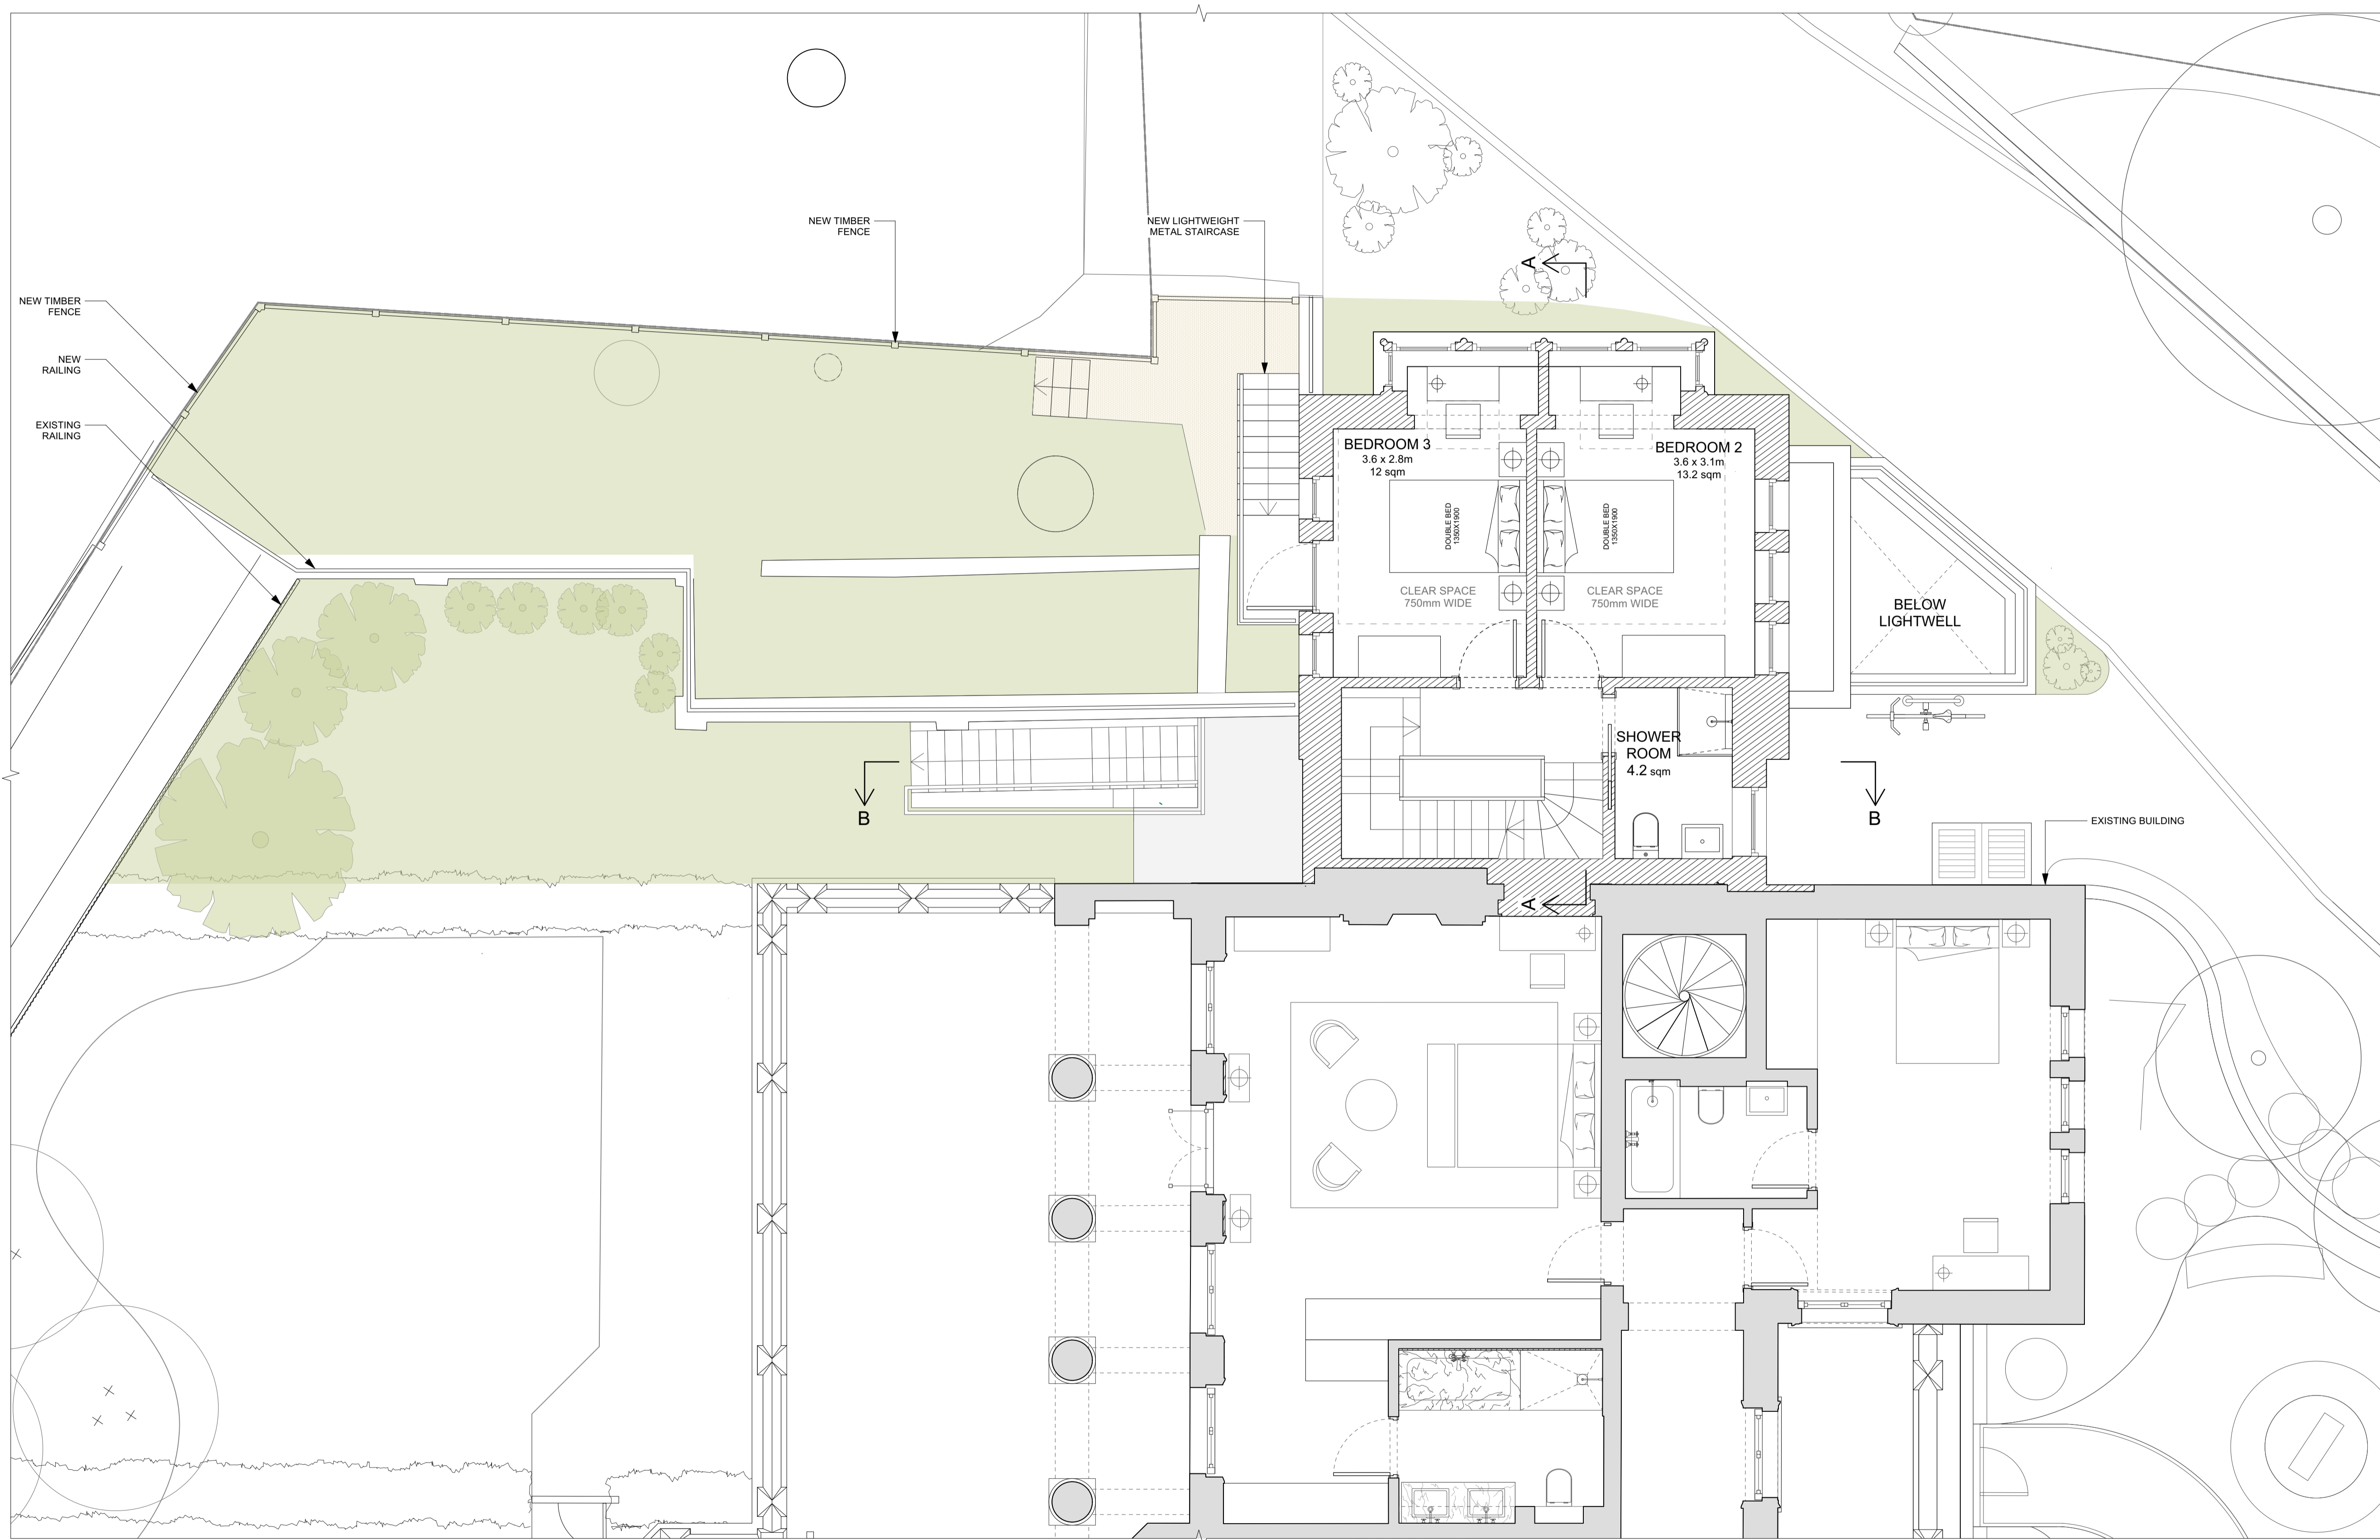 NEW TIMBER
FENCE
NEW LIGHTWEIGHT
METAL STAIRCASE
A
NEW TIMBER
FENCE
NEW
RAILING
EXISTING
RAILING
BEDROOM 3
3.6 x 2.8m
12 sqm
BEDROOM 2
3.6 x 3.1m
13.2 sqm
DOUBLE BED
1350X1900
DOUBLE BED
1350X1900
CLEAR SPACE
750mm WIDE
CLEAR SPACE
750mm WIDE
BELOW
LIGHTWELL
SHOWER
ROOM
4.2 sqm
B
B
EXISTING BUILDING
A